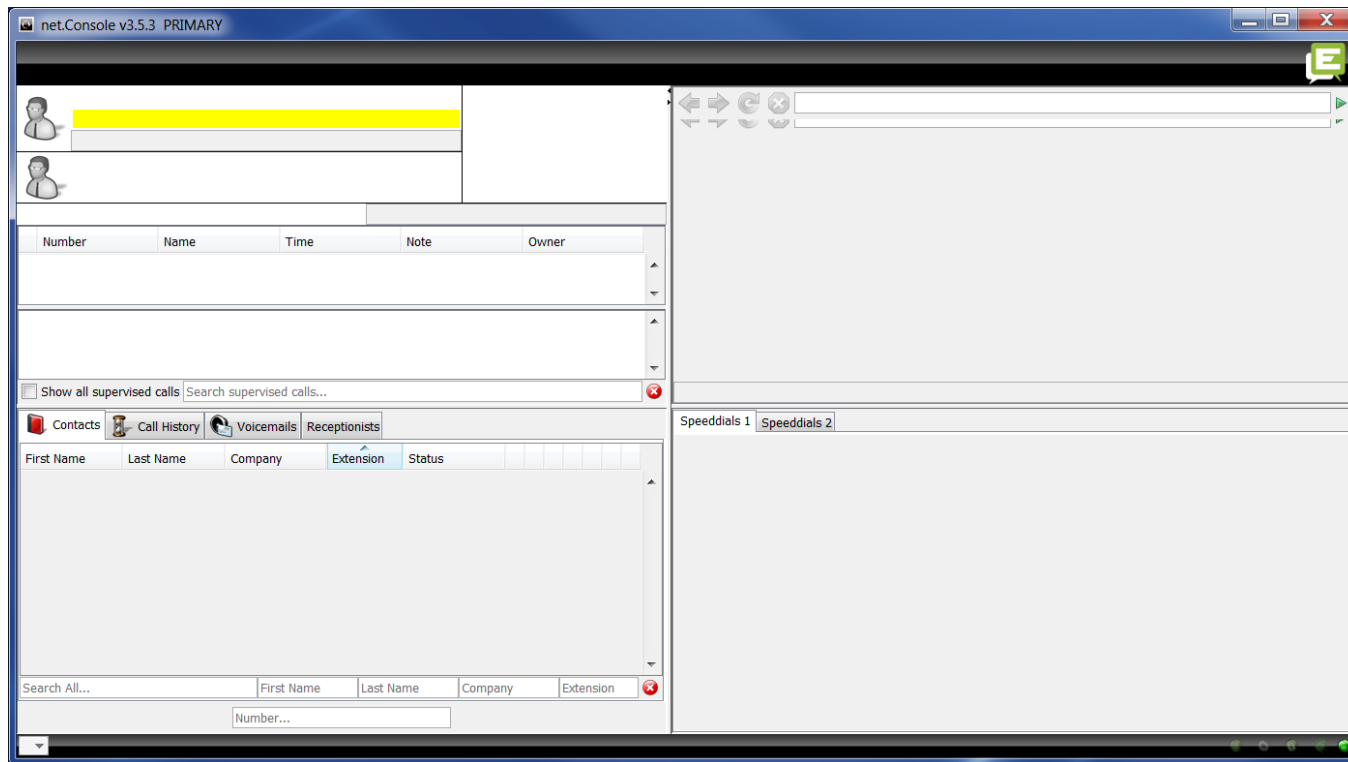 net.Console v3.5.3 PRIMARY
E
Number Name Time Note Owner
Show all supervised calls Search supervised calls...
Contacts Call History Voicemails Receptionists
First Name Last Name Company Extension Status
Search All... First Name Last Name Company Extension
Number...
Speeddials 1 Speeddials 2